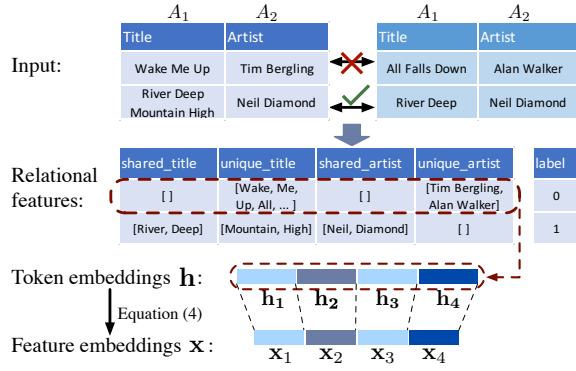 A1 A2 A1 A2
Title Artist Title Artist
Input: Wake Me Up Tim Bergling All Falls Down Alan Walker
River Deep
Mountain High Neil Diamond River Deep Neil Diamond
shared_title unique_title shared_artist unique_artist label
Relational
features:
[ ] [Wake, Me,
Up, All, ... ] [ ] [Tim Bergling,
Alan Walker] 0
[River, Deep] [Mountain, High] [Neil, Diamond] [ ] 1
Token embeddings h:
h1 h2 h3 h4
Equation (4)
Feature embeddings x:
x1 x2 x3 x4